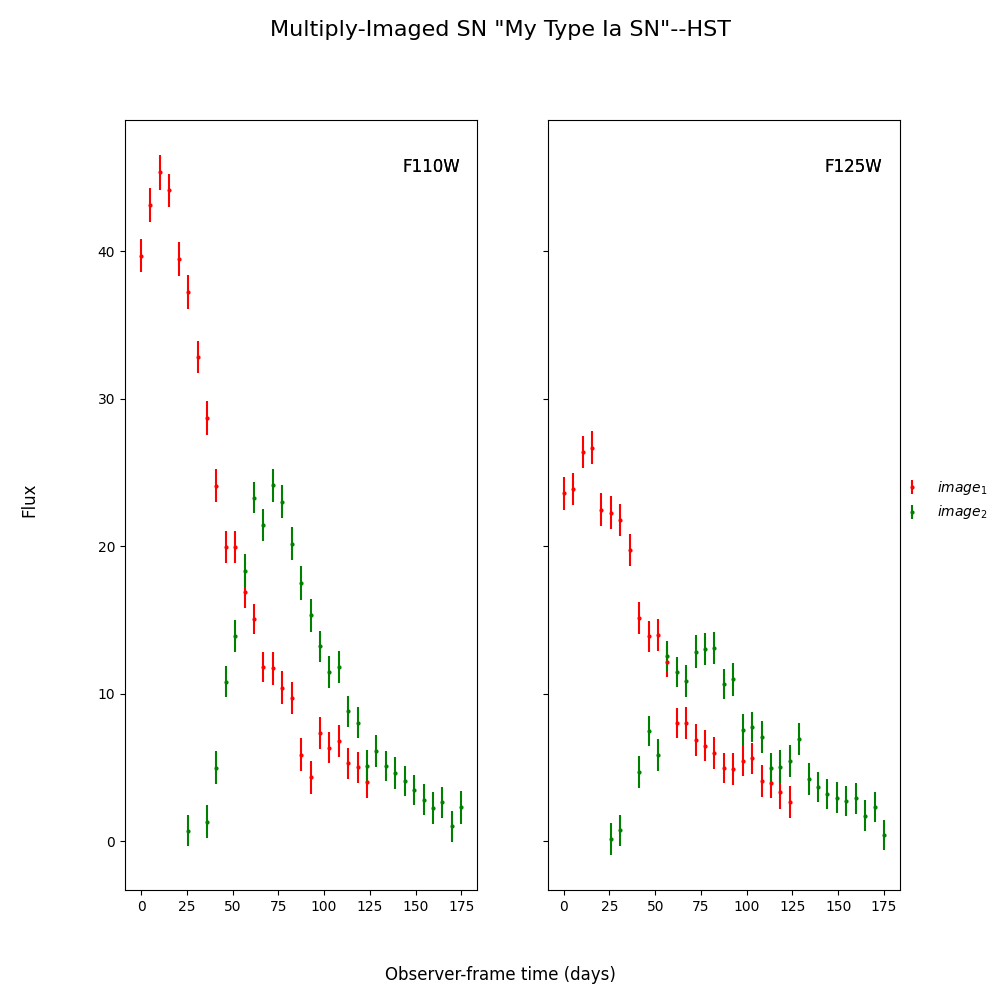 Multiply-Imaged SN "My Type Ia SN"--HST
F110W
F125W
Flux
40
30
20
10
0
image1
image2
0 25 50 75 100 125 150 175
0 25 50 75 100 125 150 175
Observer-frame time (days)